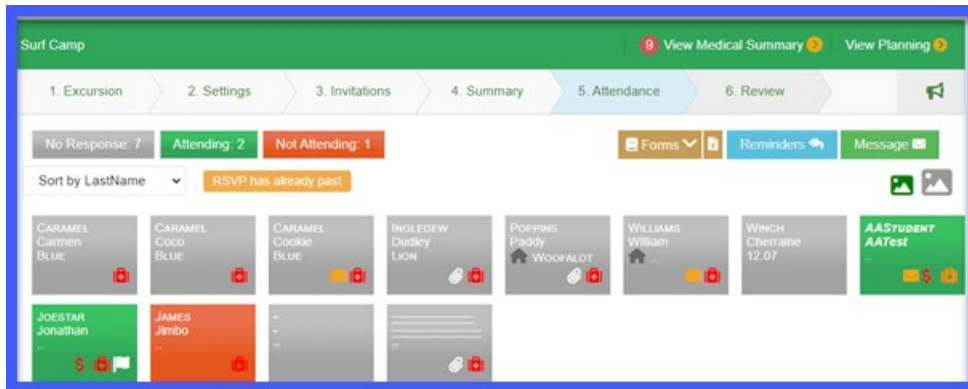 Surf Camp
9 View Medical Summary
View Planning
1. Excursion
2. Settings
3. Invitations
4. Summary
5. Attendance
6. Review
No Response: 7
Attending: 2
Not Attending: 1
Forms
Reminders
Message
Sort by LastName
RSVP has already past
CARAMEL
Carmen
BLUE
CARAMEL
Coco
BLUE
CARAMEL
Cookie
BLUE
INGLEDEW
Dudley
LION
POPPINS
Paddy
WOOFALOT
WILLIAMS
William
..
WINCH
Cherraine
12.07
AASTUDENT
AATest
..
$
JOESTAR
Jonathan
..
$
JAMES
Jimbo
..